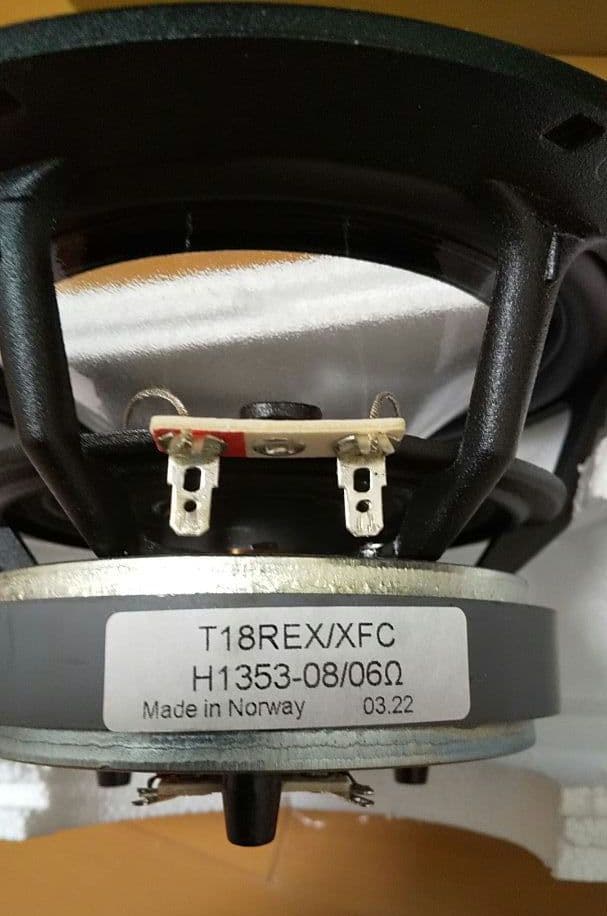 T18REX/XFC
H1353-08/06Ω
Made in Norway 03.22